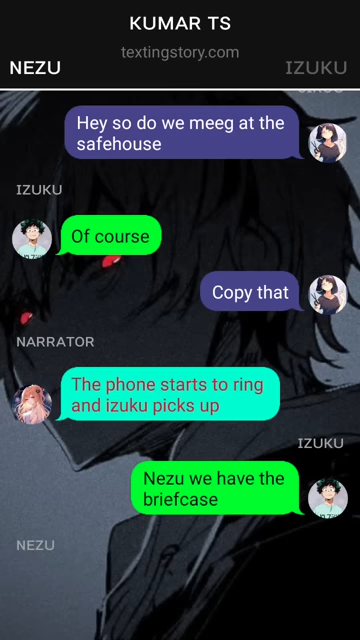 KUMAR TS
textingstory.com
NEZU
IZUKU
Hey so do we meeg at the
safehouse
IZUKU
Of course
Copy that
NARRATOR
The phone starts to ring
and izuku picks up
IZUKU
Nezu we have the
briefcase
NEZU